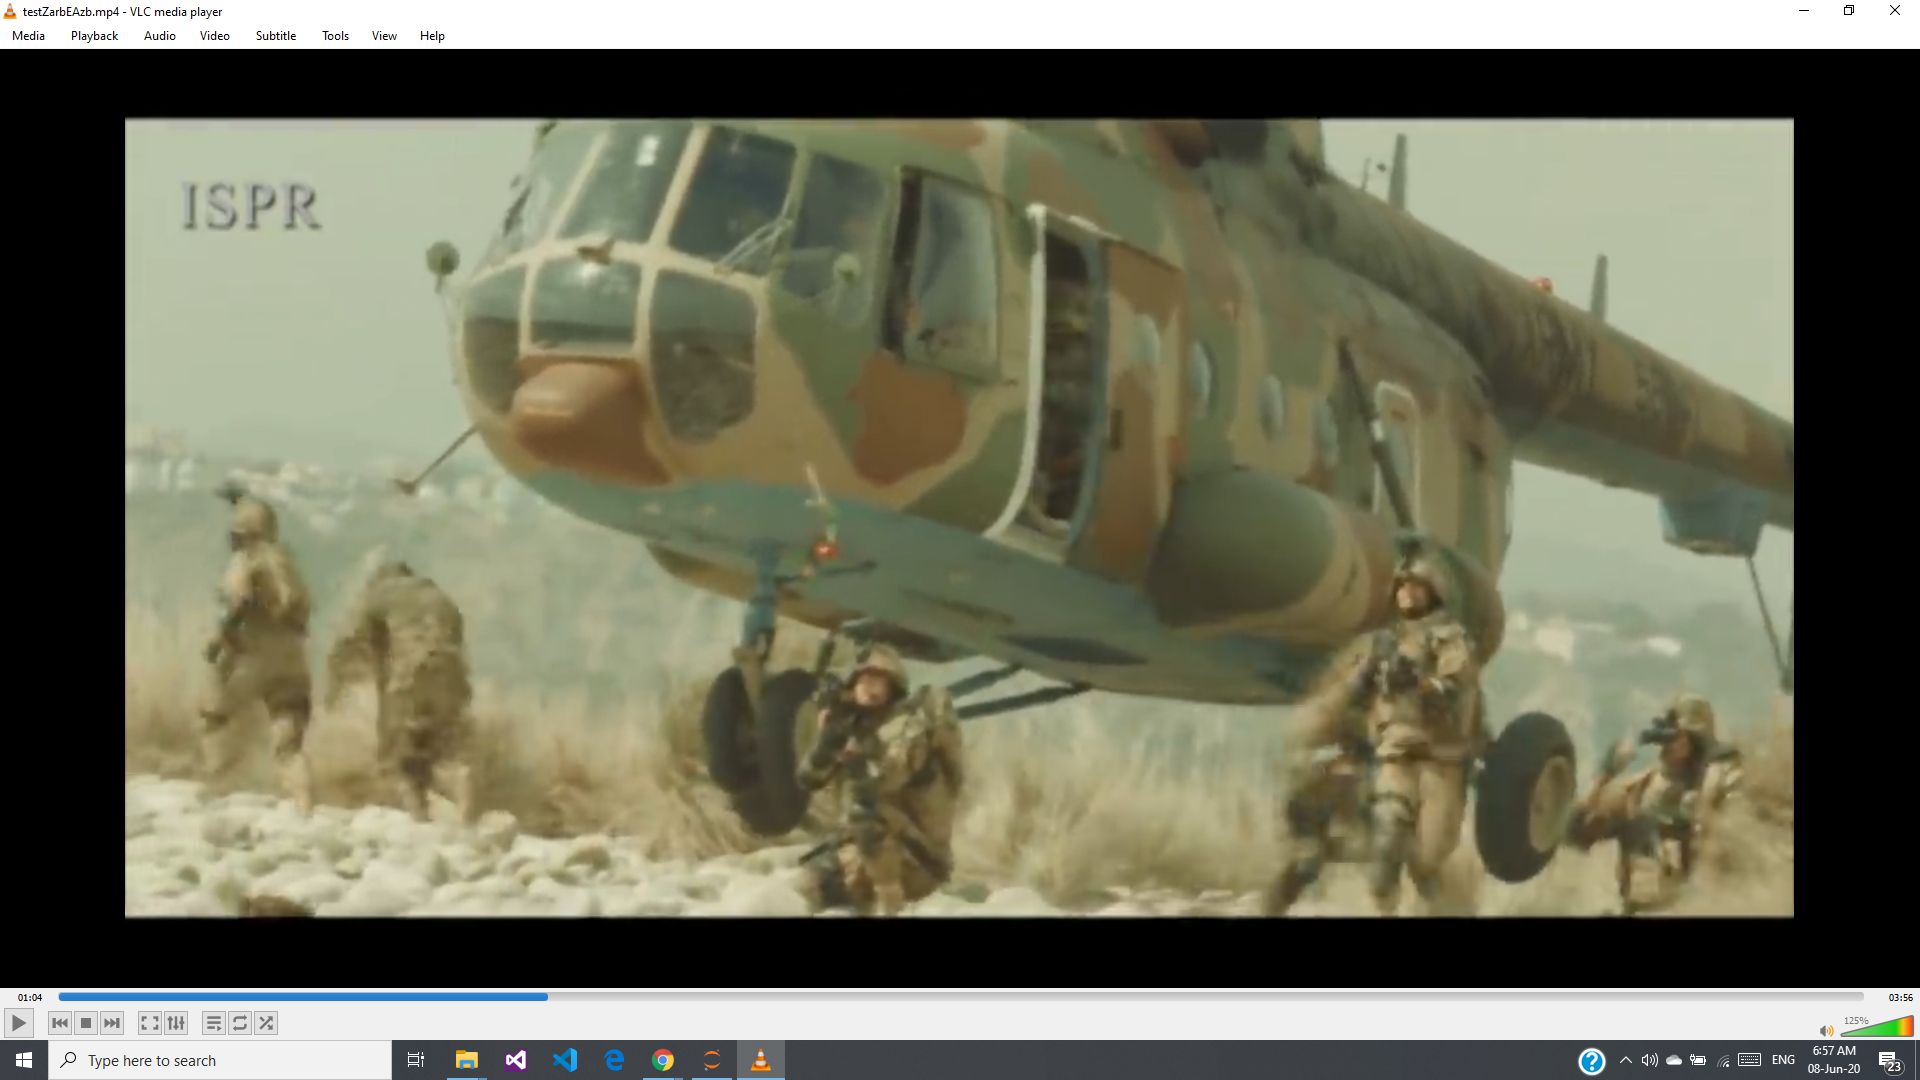 testZarbEAzb.mp4 - VLC media player
Media Playback Audio Video Subtitle Tools View Help
ISPR
01:04
03:56
125%
Type here to search
ENG
6:57 AM
08-Jun-20
23